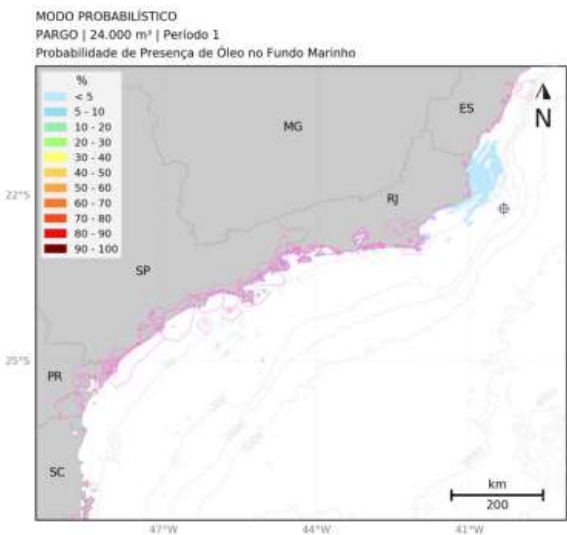 MODO PROBABILÍSTICO
PARGO | 24.000 m³ | Período 1
Probabilidade de Presença de Óleo no Fundo Marinho
%
< 5
5 - 10
10 - 20
20 - 30
30 - 40
40 - 50
50 - 60
60 - 70
70 - 80
80 - 90
90 - 100
N
ES
MG
22°S
RJ
SP
25°S
PR
SC
km
200
47°W
44°W
41°W